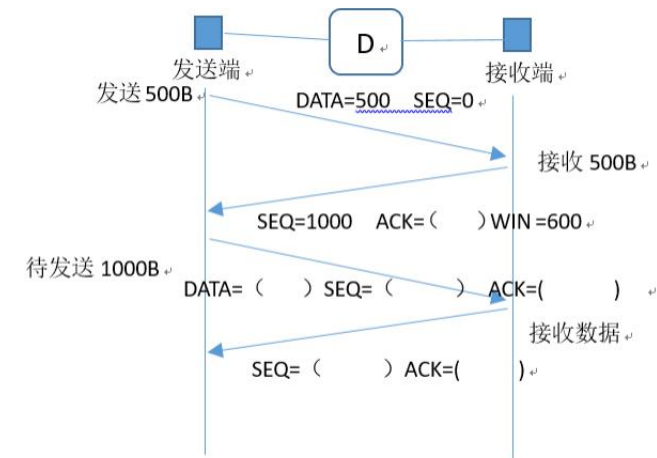 D
发送端
接收端
发送 500B
DATA=500 SEQ=0
接收 500B
SEQ=1000 ACK=（ ）WIN =600
待发送 1000B
DATA=（ ）SEQ=（ ） ACK=( )
接收数据
SEQ=（ ）ACK=( )